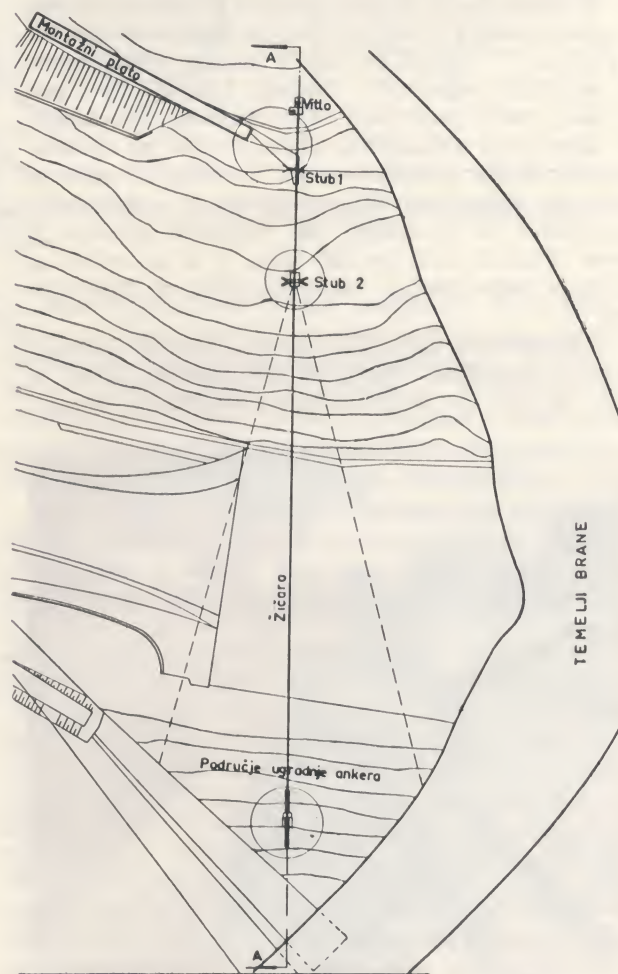 Montažni plato
A
Vitlo
Stub 1
Stub 2
Žičara
TEMELJI BRANE
Područje ugradnje ankera
A